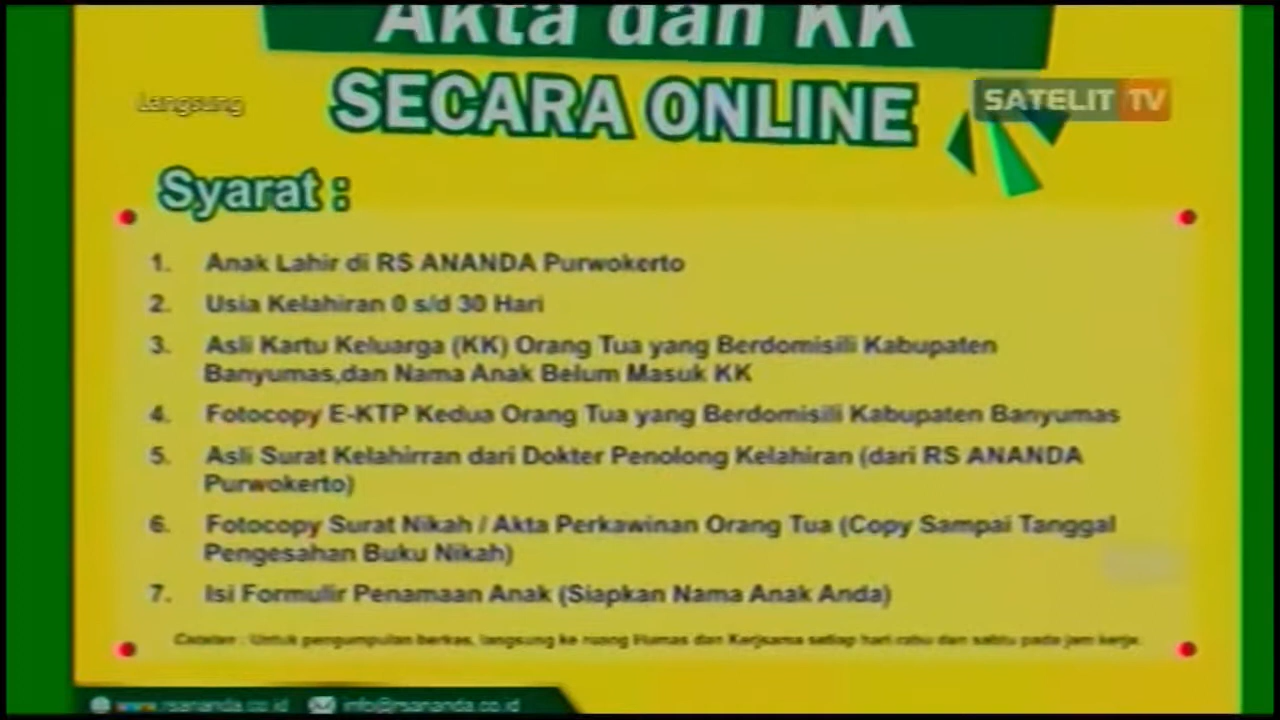 Akta dan KK
SECARA ONLINE
Langsung
SATELIT TV
Syarat :
1. Anak Lahir di RS ANANDA Purwokerto
2. Usia Kelahiran 0 s/d 30 Hari
3. Asli Kartu Keluarga (KK) Orang Tua yang Berdomisili Kabupaten
Banyumas,dan Nama Anak Belum Masuk KK
4. Fotocopy E-KTP Kedua Orang Tua yang Berdomisili Kabupaten Banyumas
5. Asli Surat Kelahirran dari Dokter Penolong Kelahiran (dari RS ANANDA
Purwokerto)
6. Fotocopy Surat Nikah / Akta Perkawinan Orang Tua (Copy Sampai Tanggal
Pengesahan Buku Nikah)
7. Isi Formulir Penamaan Anak (Siapkan Nama Anak Anda)
Catatan : Untuk pengumpulan berkas, langsung ke ruang Humas dan Kerjsama setiap hari rabu dan sabtu pada jam kerja.
rsananda.co.id info@rsananda.co.id